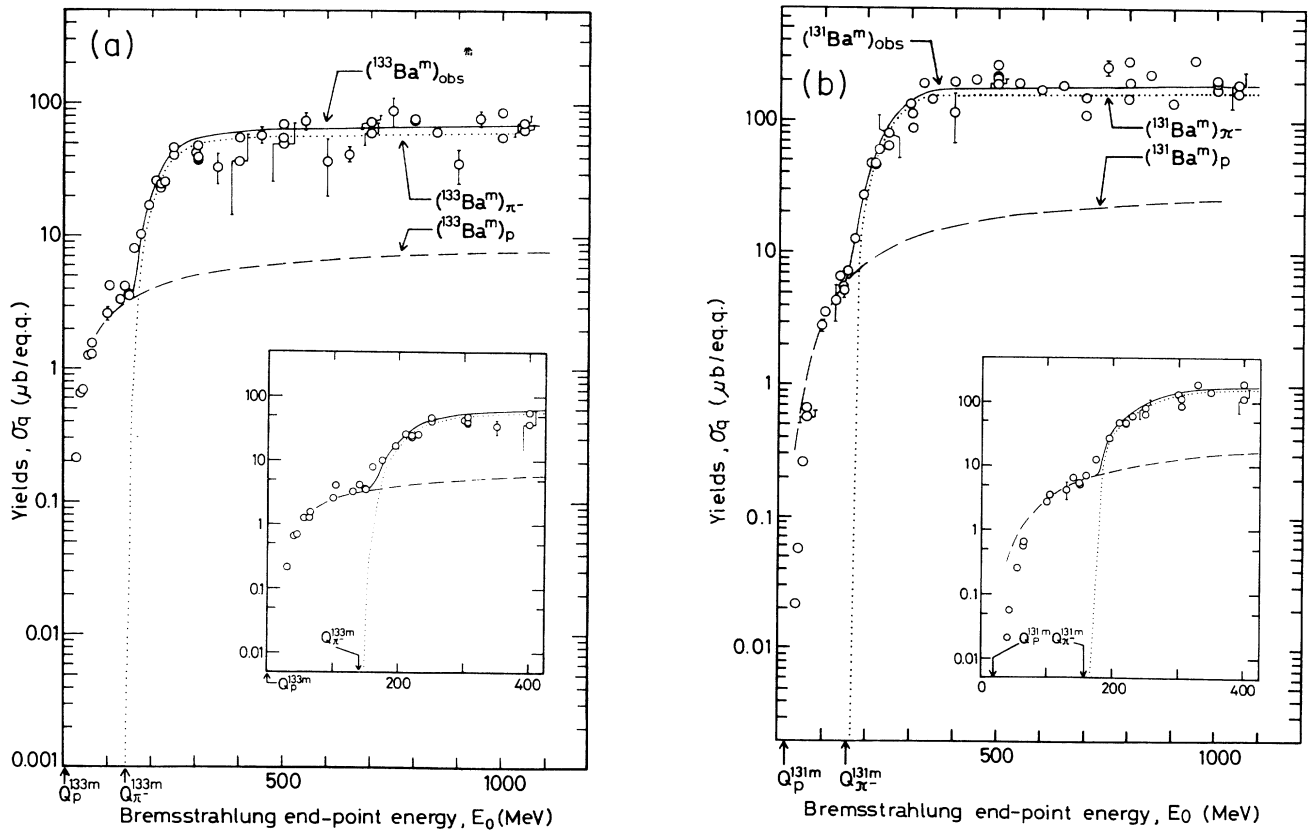 (a)
(¹³³Baᵐ)obs
(¹³³Baᵐ)π⁻
(¹³³Baᵐ)p
100
10
1
0.1
0.01
0.001
Yields, σq (μb/eq.q.)
100
10
1
0.1
0.01
Qπ⁻¹³³ᵐ
Qp¹³³ᵐ
200
400
500
1000
Qp¹³³ᵐ
Qπ⁻¹³³ᵐ
Bremsstrahlung end-point energy, E₀(MeV)
(b)
(¹³¹Baᵐ)obs
(¹³¹Baᵐ)π⁻
(¹³¹Baᵐ)p
100
10
1
0.1
0.01
Yields, σq (μb/eq.q.)
100
10
1
0.1
0.01
Qp¹³¹ᵐ Qπ⁻¹³¹ᵐ
0
200
400
500
1000
Qp¹³¹ᵐ
Qπ⁻¹³¹ᵐ
Bremsstrahlung end-point energy, E₀ (MeV)